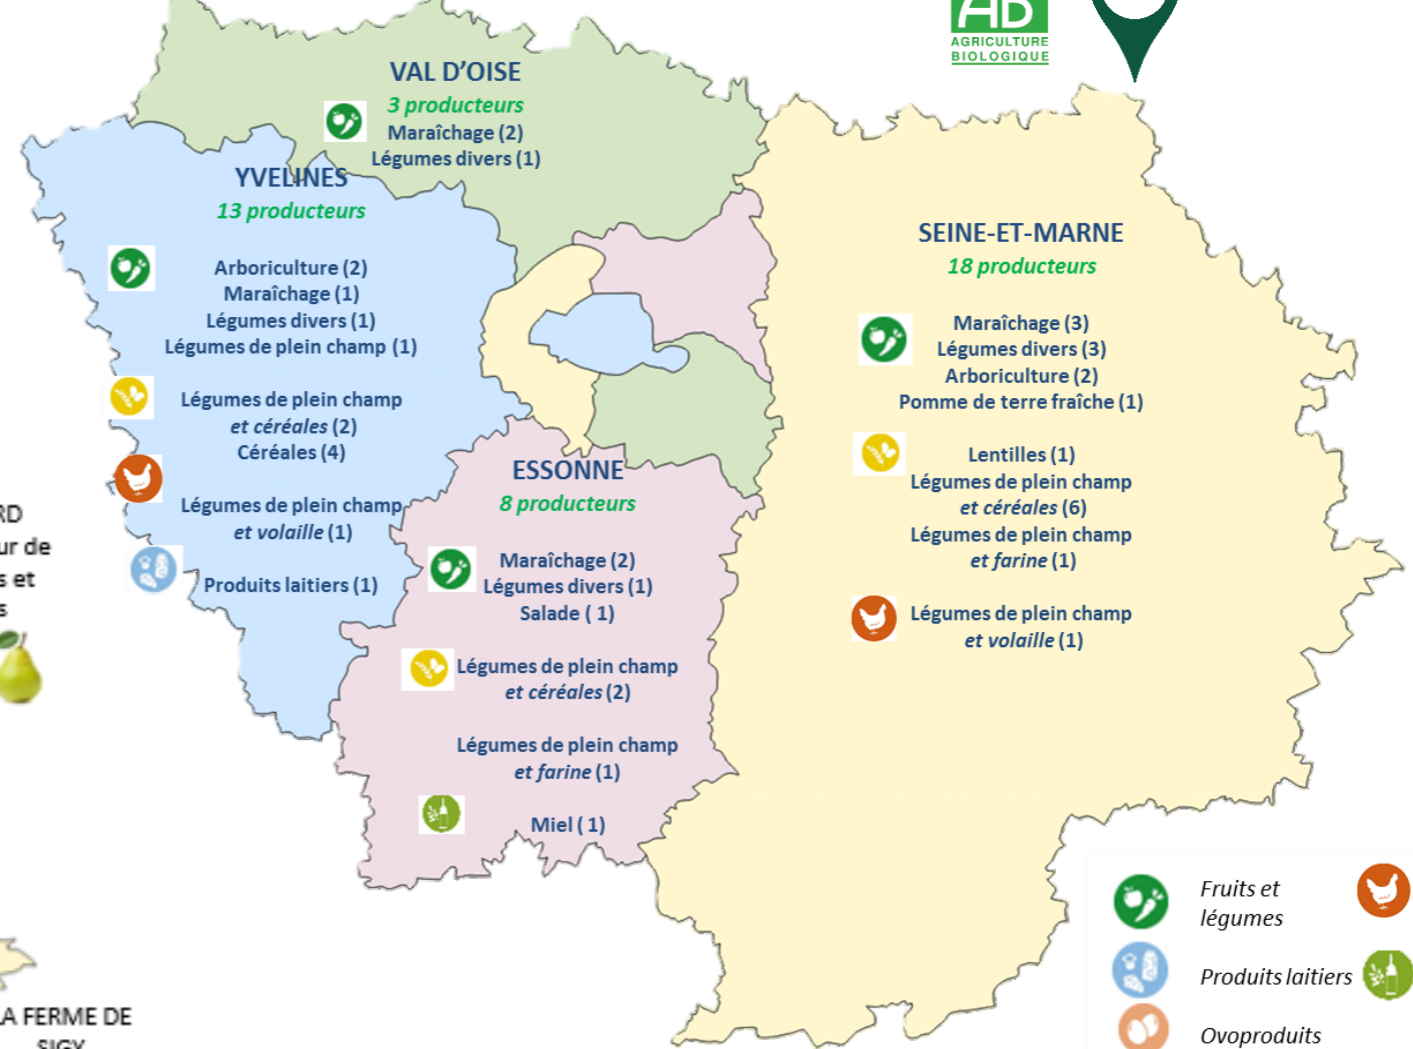 AB
AGRICULTURE
BIOLOGIQUE
VAL D'OISE
3 producteurs
Maraîchage (2)
Légumes divers (1)
YVELINES
13 producteurs
Arboriculture (2)
Maraîchage (1)
Légumes divers (1)
Légumes de plein champ (1)
Légumes de plein champ
et céréales (2)
Céréales (4)
Légumes de plein champ
et volaille (1)
Produits laitiers (1)
ESSONNE
8 producteurs
Maraîchage (2)
Légumes divers (1)
Salade ( 1)
Légumes de plein champ
et céréales (2)
Légumes de plein champ
et farine (1)
Miel ( 1)
SEINE-ET-MARNE
18 producteurs
Maraîchage (3)
Légumes divers (3)
Arboriculture (2)
Pomme de terre fraîche (1)
Lentilles (1)
Légumes de plein champ
et céréales (6)
Légumes de plein champ
et farine (1)
Légumes de plein champ
et volaille (1)
RD
ur de
s et
s
A FERME DE
SIGY
Fruits et
légumes
Produits laitiers
Ovoproduits